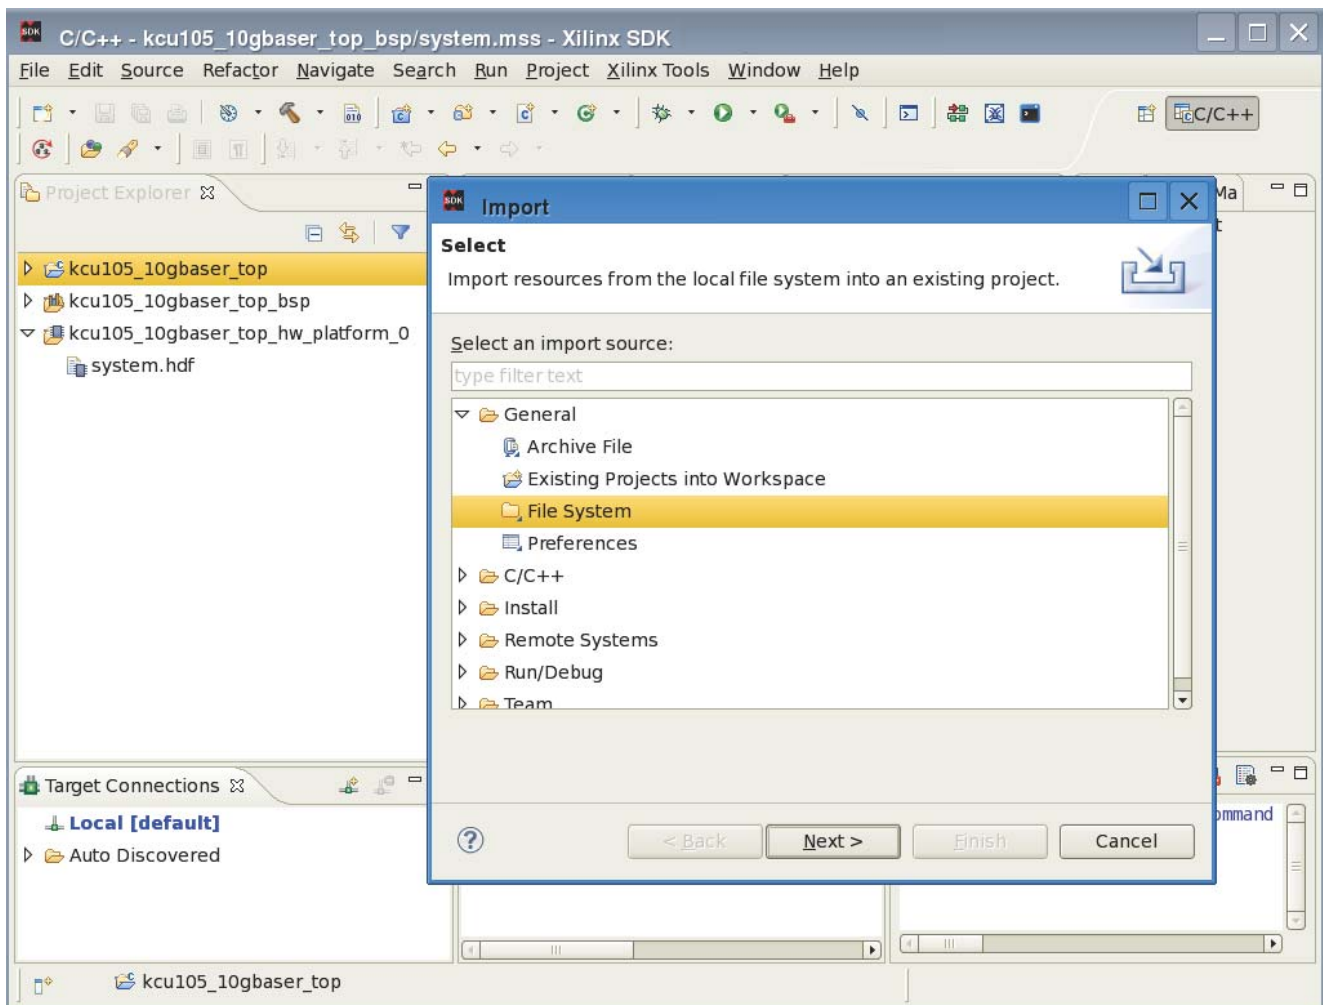 SDK C/C++ - kcu105_10gbaser_top_bsp/system.mss - Xilinx SDK
File Edit Source Refactor Navigate Search Run Project Xilinx Tools Window Help
C/C++
Project Explorer
kcu105_10gbaser_top
kcu105_10gbaser_top_bsp
kcu105_10gbaser_top_hw_platform_0
system.hdf
Ma
t
SDK Import
Select
Import resources from the local file system into an existing project.
Select an import source:
type filter text
General
Archive File
Existing Projects into Workspace
File System
Preferences
C/C++
Install
Remote Systems
Run/Debug
Team
< Back Next > Finish Cancel
Target Connections
Local [default]
Auto Discovered
ommand
kcu105_10gbaser_top